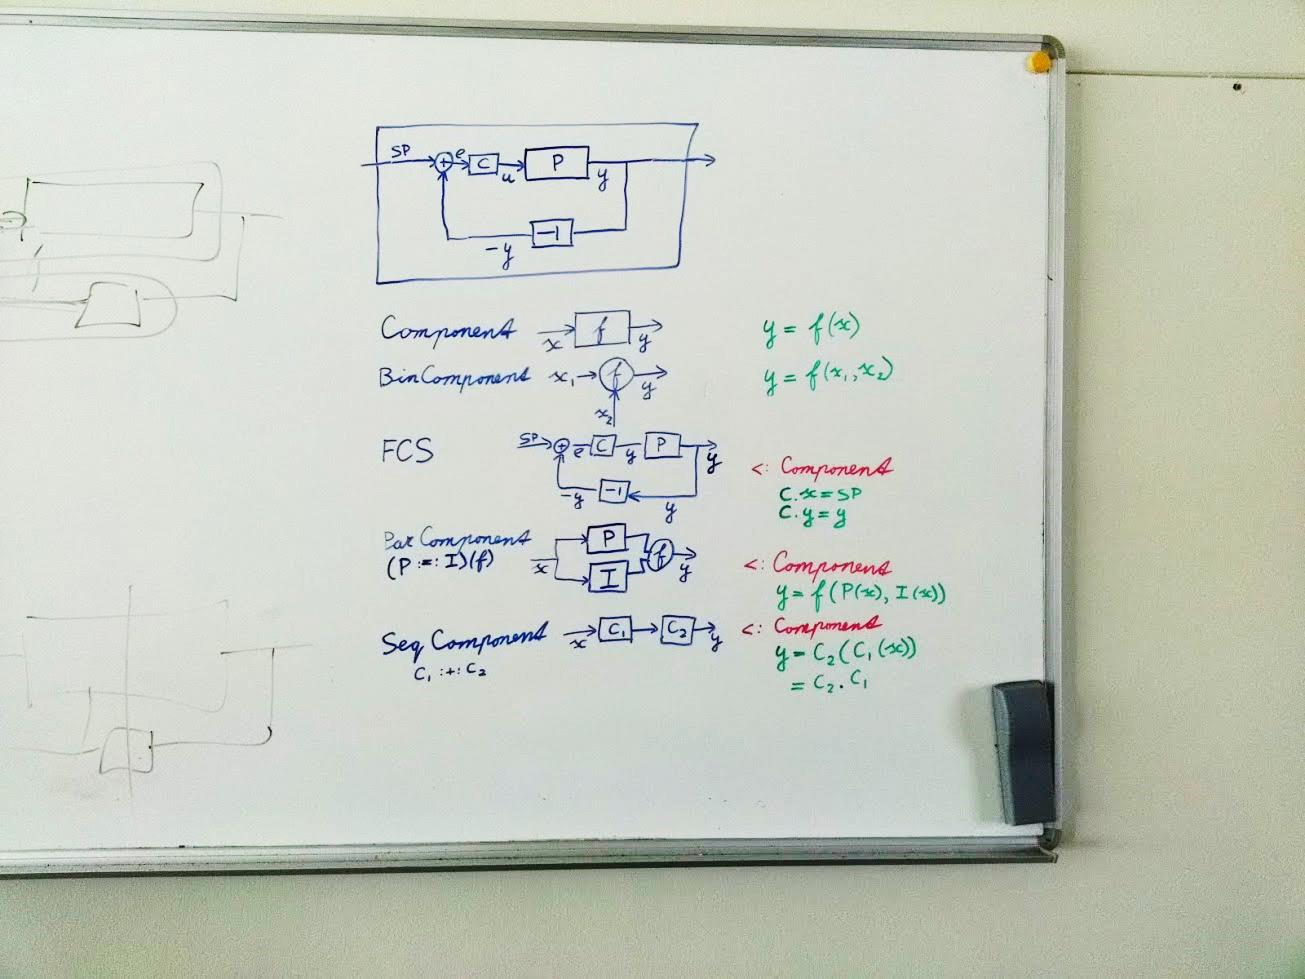 SP + e C u P y
-1
-y
Component x f y y = f(x)
BinComponent x₁ f y y = f(x₁, x₂)
x₂
FCS SP + e C y P y
-y -1 y
<: Component
C.x = SP
C.y = y
Par Component P
(P :=: I)(f) x I f y
<: Component
y = f(P(x), I(x))
Seq Component x C₁ C₂ y <: Component
C₁ :+: C₂ y = C₂(C₁(x))
= C₂ . C₁